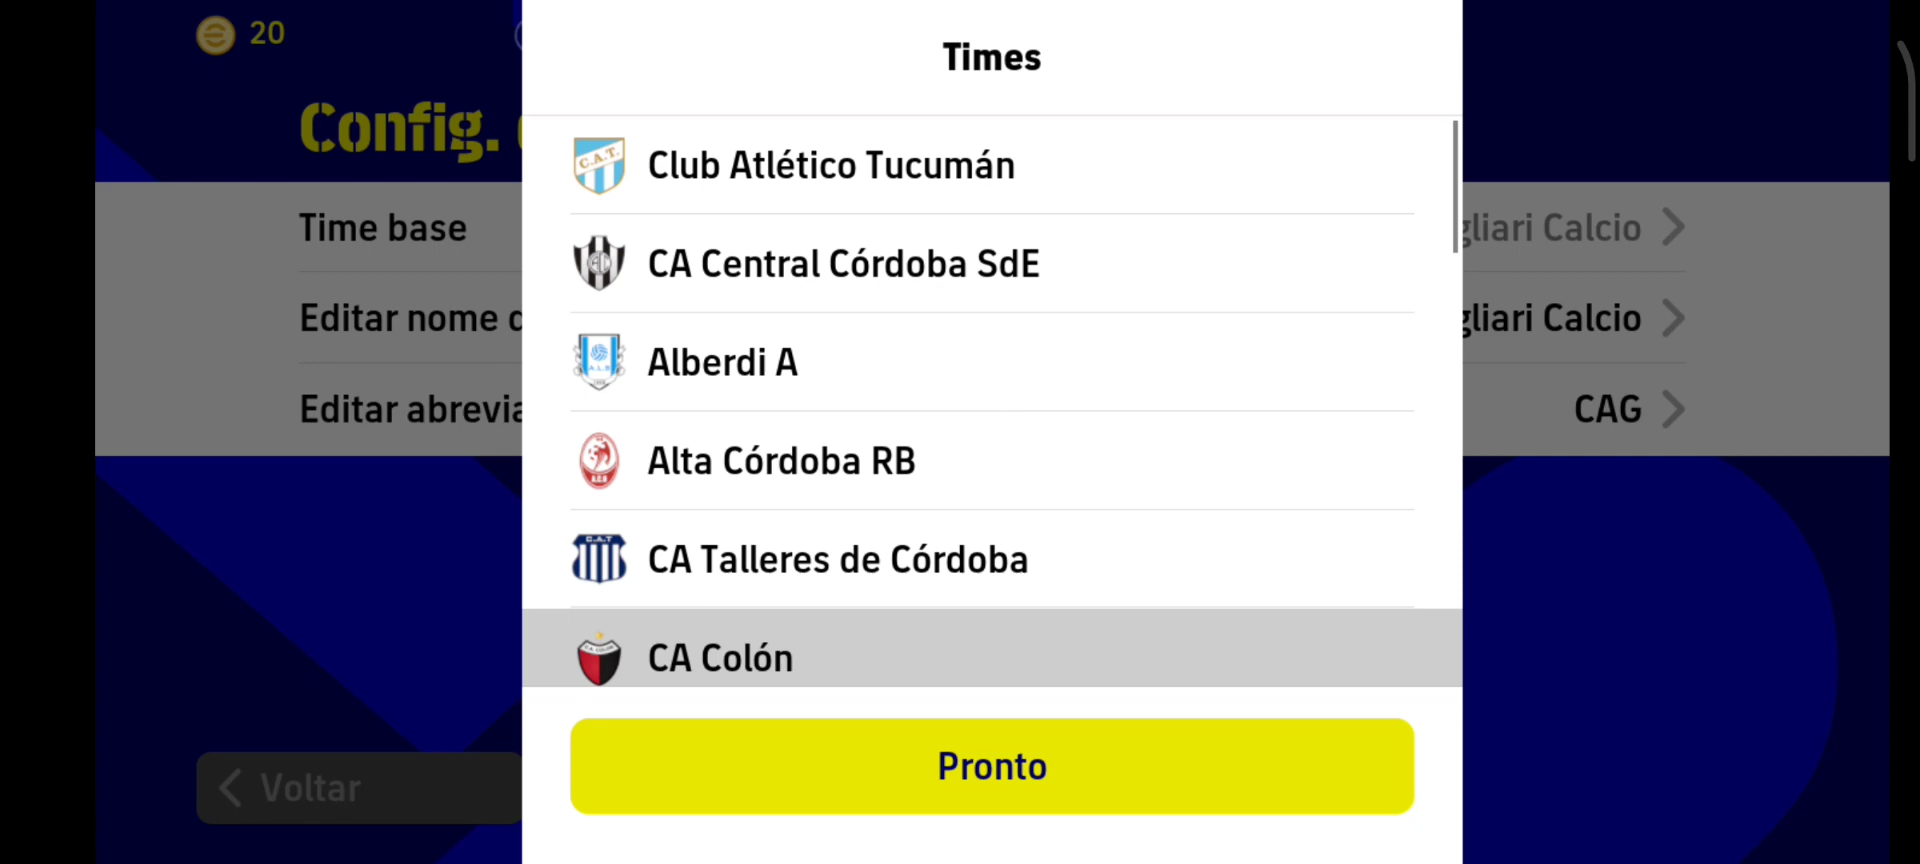 20
Times
Config.
Club Atlético Tucumán
CA Central Córdoba SdE
Alberdi A
Alta Córdoba RB
CA Talleres de Córdoba
CA Colón
Time base
gliari Calcio
Editar nome
gliari Calcio
Editar abrevia
CAG
Pronto
Voltar
C.A.T.
C.A.T